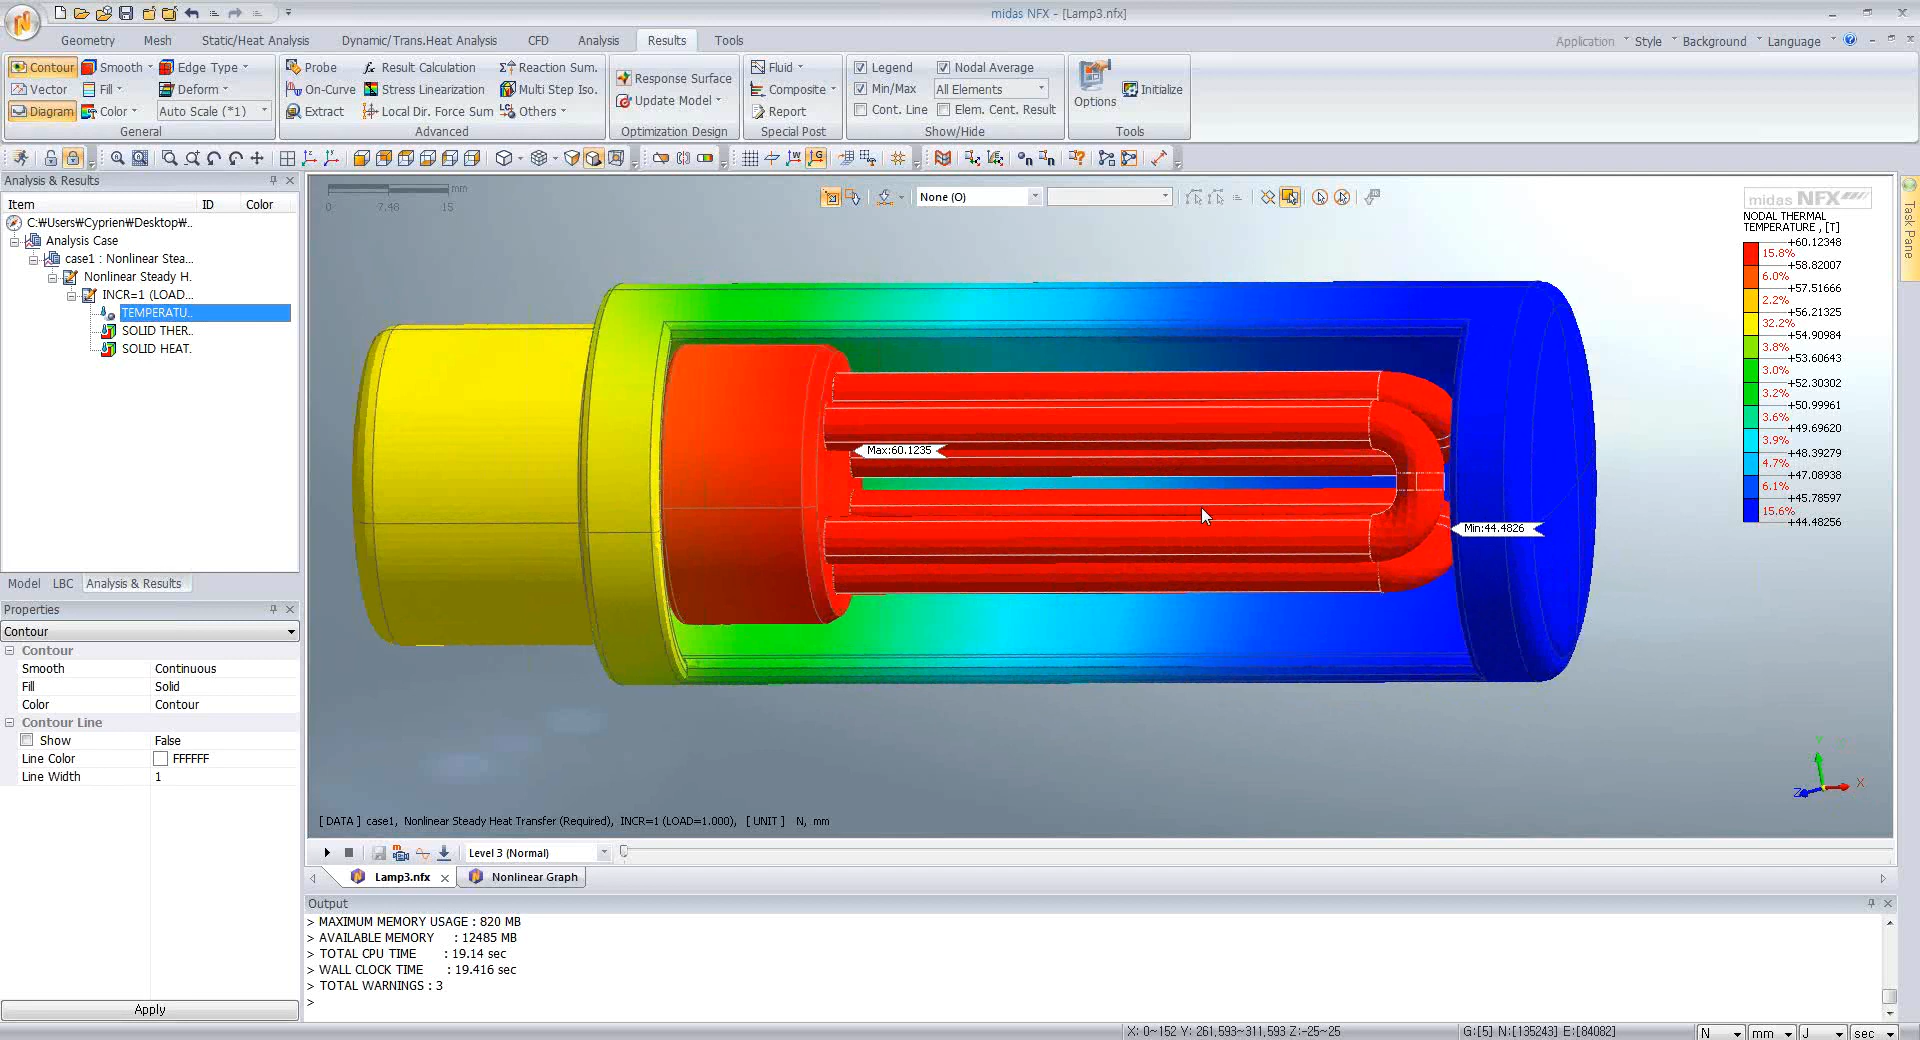 midas NFX - [Lamp3.nfx]
Geometry Mesh Static/Heat Analysis Dynamic/Trans.Heat Analysis CFD Analysis Results Tools
Application Style Background Language
Contour Smooth Edge Type
Vector Fill Deform
Diagram Color Auto Scale (*1)
General
Probe Result Calculation Reaction Sum.
On-Curve Stress Linearization Multi Step Iso.
Extract Local Dir. Force Sum Others
Advanced
Response Surface
Update Model
Optimization Design
Fluid
Composite
Report
Special Post
Legend Nodal Average
Min/Max All Elements
Cont. Line Elem. Cent. Result
Show/Hide
Options Initialize
Tools
Analysis & Results
Item ID Color
C:₩Users₩Cyprien₩Desktop₩..
Analysis Case
case1 : Nonlinear Stea...
Nonlinear Steady H.
INCR=1 (LOAD...
TEMPERATU..
SOLID THER..
SOLID HEAT.
Model LBC Analysis & Results
Properties
Contour
Contour
Smooth Continuous
Fill Solid
Color Contour
Contour Line
Show False
Line Color FFFFFF
Line Width 1
Apply
mm
0 7.48 15
None (O)
midas NFX
NODAL THERMAL
TEMPERATURE , [T]
+60.12348
15.8%
+58.82007
6.0%
+57.51666
2.2%
+56.21325
32.2%
+54.90984
3.8%
+53.60643
3.0%
+52.30302
3.2%
+50.99961
3.6%
+49.69620
3.9%
+48.39279
4.7%
+47.08938
6.1%
+45.78597
15.6%
+44.48256
Max:60.1235
Min:44.4826
Y
X
Z
[ DATA ] case1, Nonlinear Steady Heat Transfer (Required), INCR=1 (LOAD=1.000), [ UNIT ] N, mm
Level 3 (Normal)
Lamp3.nfx Nonlinear Graph
Output
> MAXIMUM MEMORY USAGE : 820 MB
> AVAILABLE MEMORY : 12485 MB
> TOTAL CPU TIME : 19.14 sec
> WALL CLOCK TIME : 19.416 sec
> TOTAL WARNINGS : 3
>
Task Pane
X: 0~152 Y: 261.593~311.593 Z:-25~25 G:[5] N:[135243] E:[84082] N mm J sec